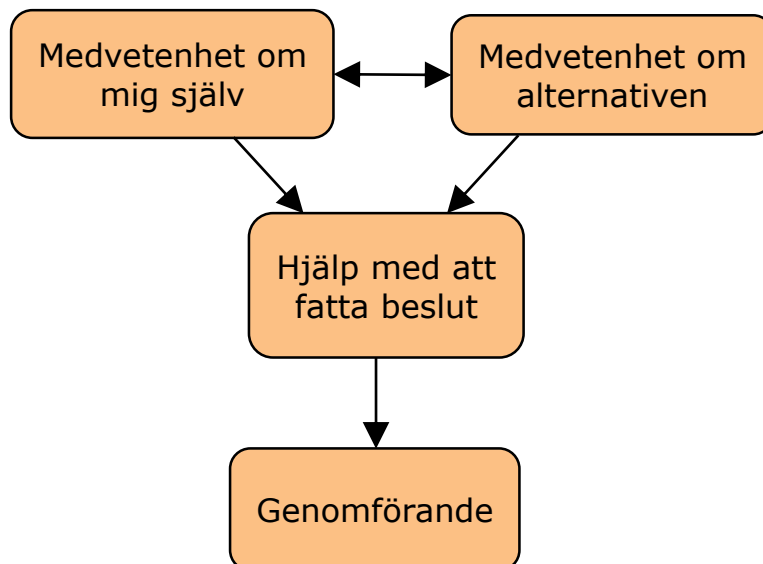 Medvetenhet om
mig själv
Medvetenhet om
alternativen
Hjälp med att
fatta beslut
Genomförande